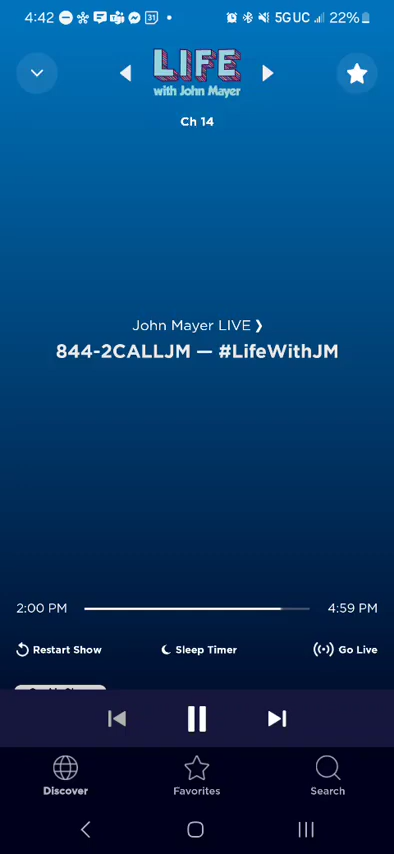 4:42 31 5G UC 22%
LIFE
with John Mayer
Ch 14
John Mayer LIVE ❯
844-2CALLJM — #LifeWithJM
2:00 PM 4:59 PM
Restart Show Sleep Timer Go Live
Discover Favorites Search